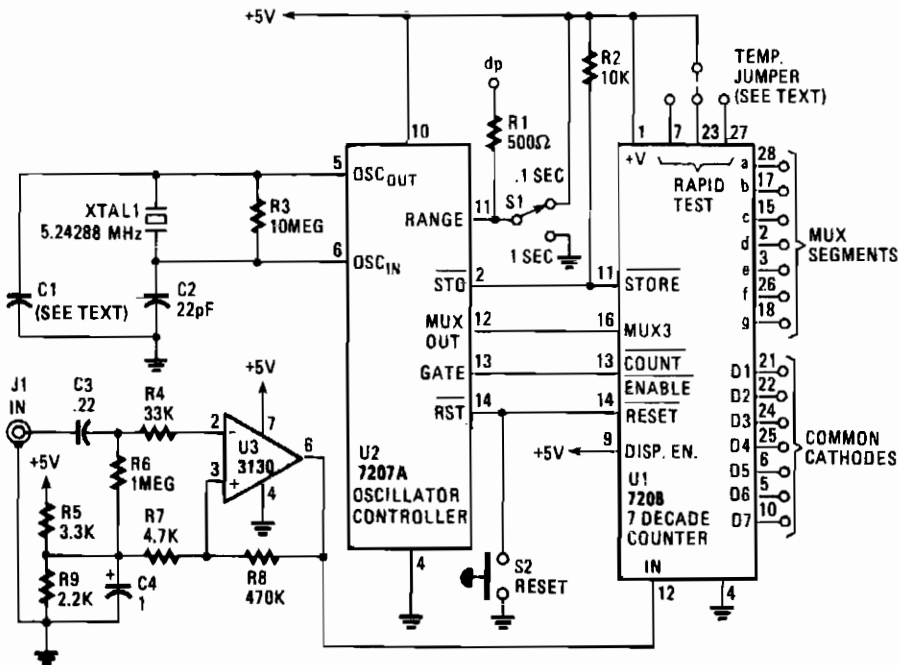 +5V
R2
10K
TEMP.
JUMPER
(SEE TEXT)
dp
R1
500Ω
10
1
7
23
27
+V
RAPID
TEST
5
OSCOUT
XTAL1
5.24288 MHz
R3
10MEG
6
OSCIN
RANGE
11
S1
.1 SEC
1 SEC
C1
(SEE TEXT)
C2
22pF
STO
2
11
STORE
MUX
OUT
12
16
MUX3
GATE
13
13
COUNT
ENABLE
RST
14
14
RESET
+5V
9
DISP. EN.
a
28
b
17
c
15
d
2
e
3
f
26
g
18
MUX
SEGMENTS
D1
21
D2
22
D3
24
D4
25
D5
6
D6
5
D7
10
COMMON
CATHODES
J1
IN
C3
.22
R4
33K
+5V
2
-
7
U3
3130
6
3
+
4
R6
1MEG
+5V
R5
3.3K
R7
4.7K
R9
2.2K
+
C4
1
R8
470K
U2
7207A
OSCILLATOR
CONTROLLER
4
S2
RESET
U1
7208
7 DECADE
COUNTER
IN
12
4